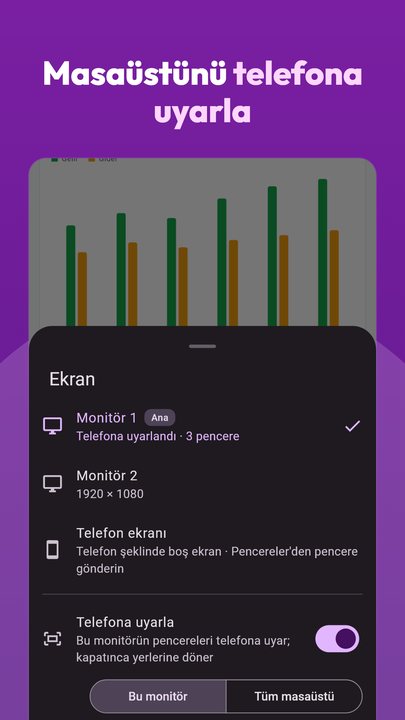 Masaüstünü telefona
uyarla
Gelir Gider
Ekran
Monitör 1 Ana
Telefona uyarlandı · 3 pencere
Monitör 2
1920 × 1080
Telefon ekranı
Telefon şeklinde boş ekran · Pencereler'den pencere
gönderin
Telefona uyarla
Bu monitörün pencereleri telefona uyar;
kapatınca yerlerine döner
Bu monitör Tüm masaüstü